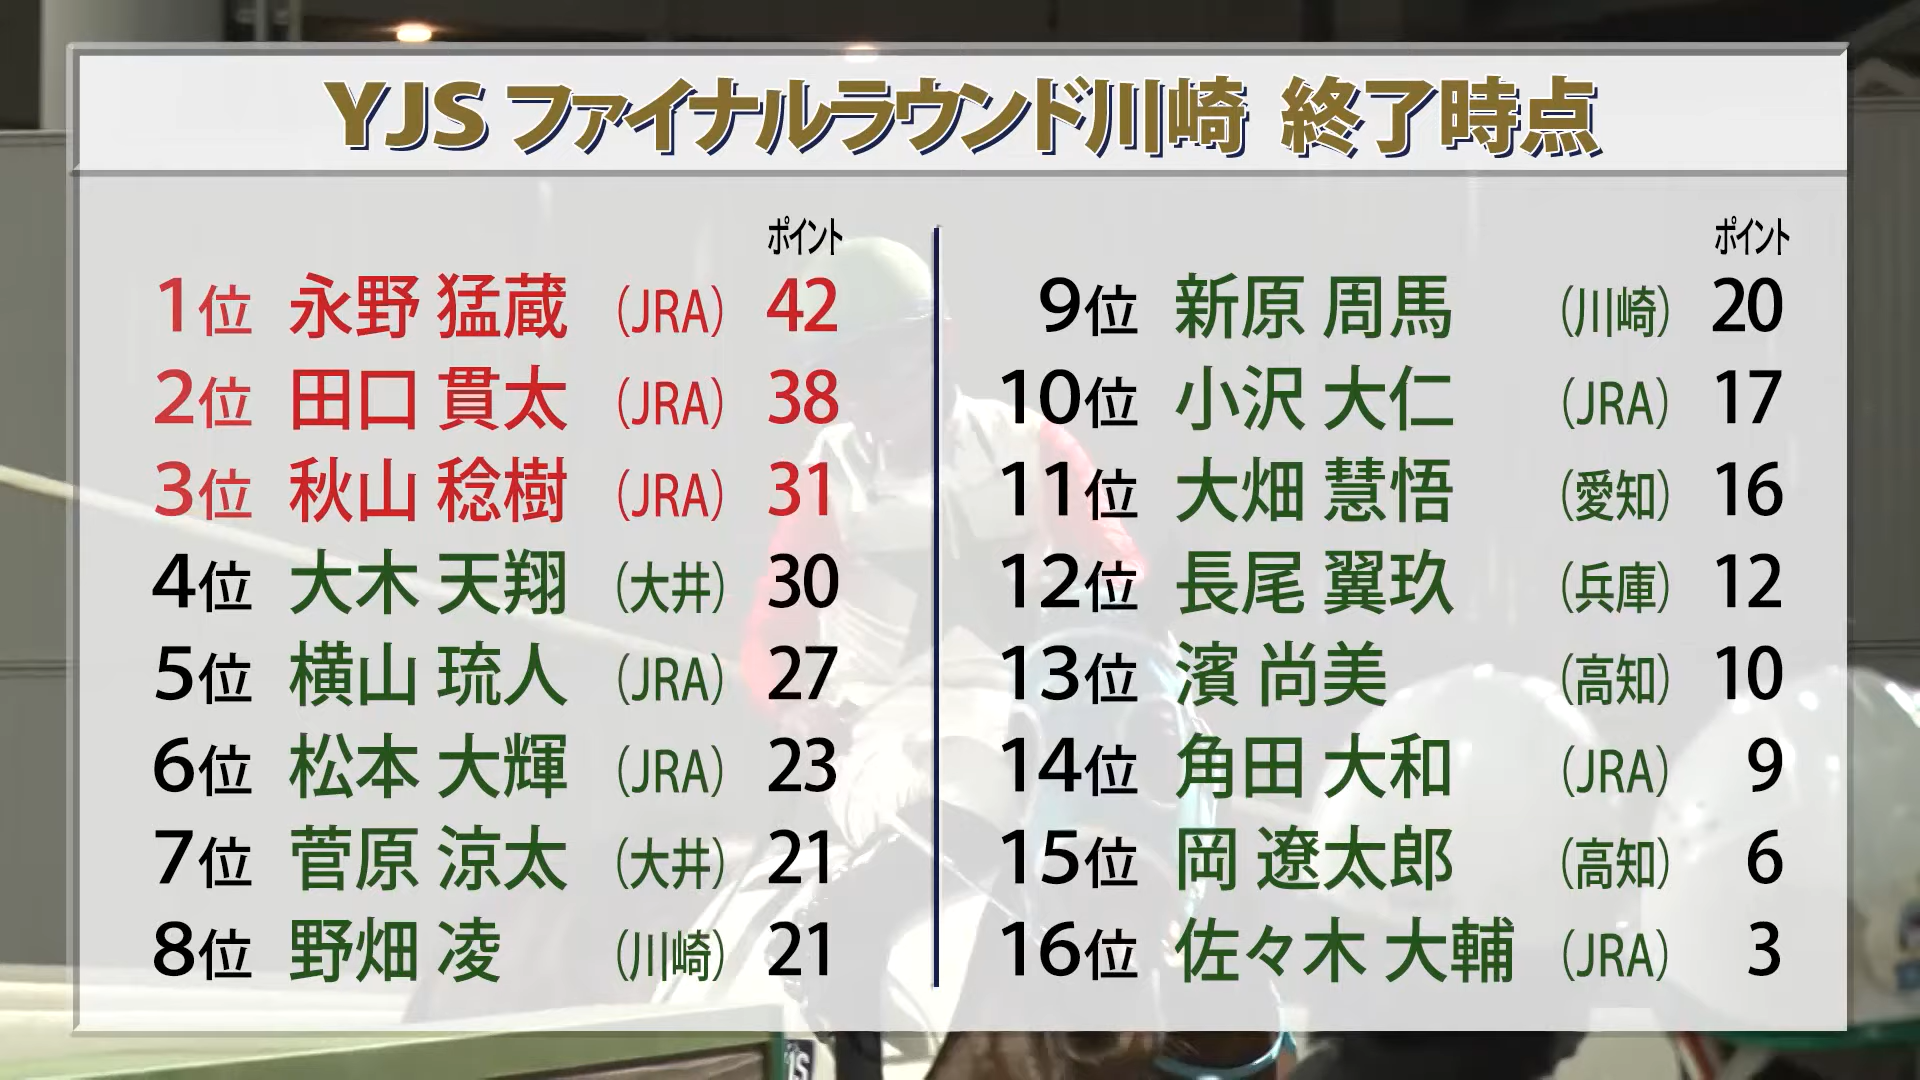 YJS ファイナルラウンド川崎 終了時点
ポイント
1位 永野 猛蔵 (JRA) 42
2位 田口 貫太 (JRA) 38
3位 秋山 稔樹 (JRA) 31
4位 大木 天翔 (大井) 30
5位 横山 琉人 (JRA) 27
6位 松本 大輝 (JRA) 23
7位 菅原 涼太 (大井) 21
8位 野畑 凌 (川崎) 21
ポイント
9位 新原 周馬 (川崎) 20
10位 小沢 大仁 (JRA) 17
11位 大畑 慧悟 (愛知) 16
12位 長尾 翼玖 (兵庫) 12
13位 濱 尚美 (高知) 10
14位 角田 大和 (JRA) 9
15位 岡 遼太郎 (高知) 6
16位 佐々木 大輔 (JRA) 3